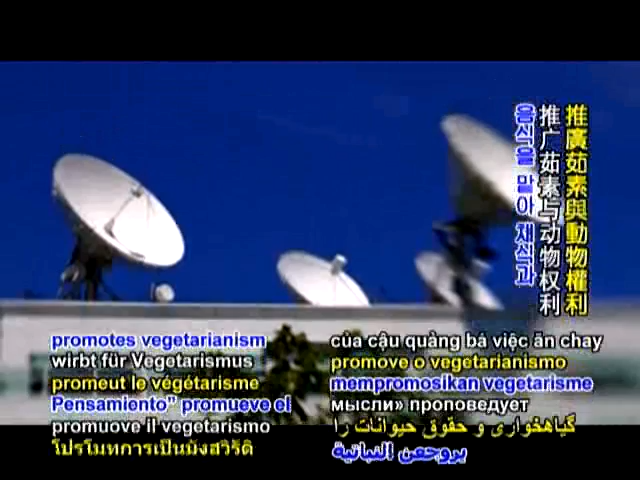 推廣茹素與動物權利
推广茹素与动物权利
음식을 맡아 채식과
promotes vegetarianism
wirbt für Vegetarismus
promeut le végétarisme
Pensamiento" promueve el
promuove il vegetarismo
โปรโมทการเป็นมังสวิรัติ
của cậu quảng bá việc ăn chay
promove o vegetarianismo
mempromosikan vegetarisme
мысли» проповедует
گیاهخواری و حقوق حیوانات را
يروجفن النباتية